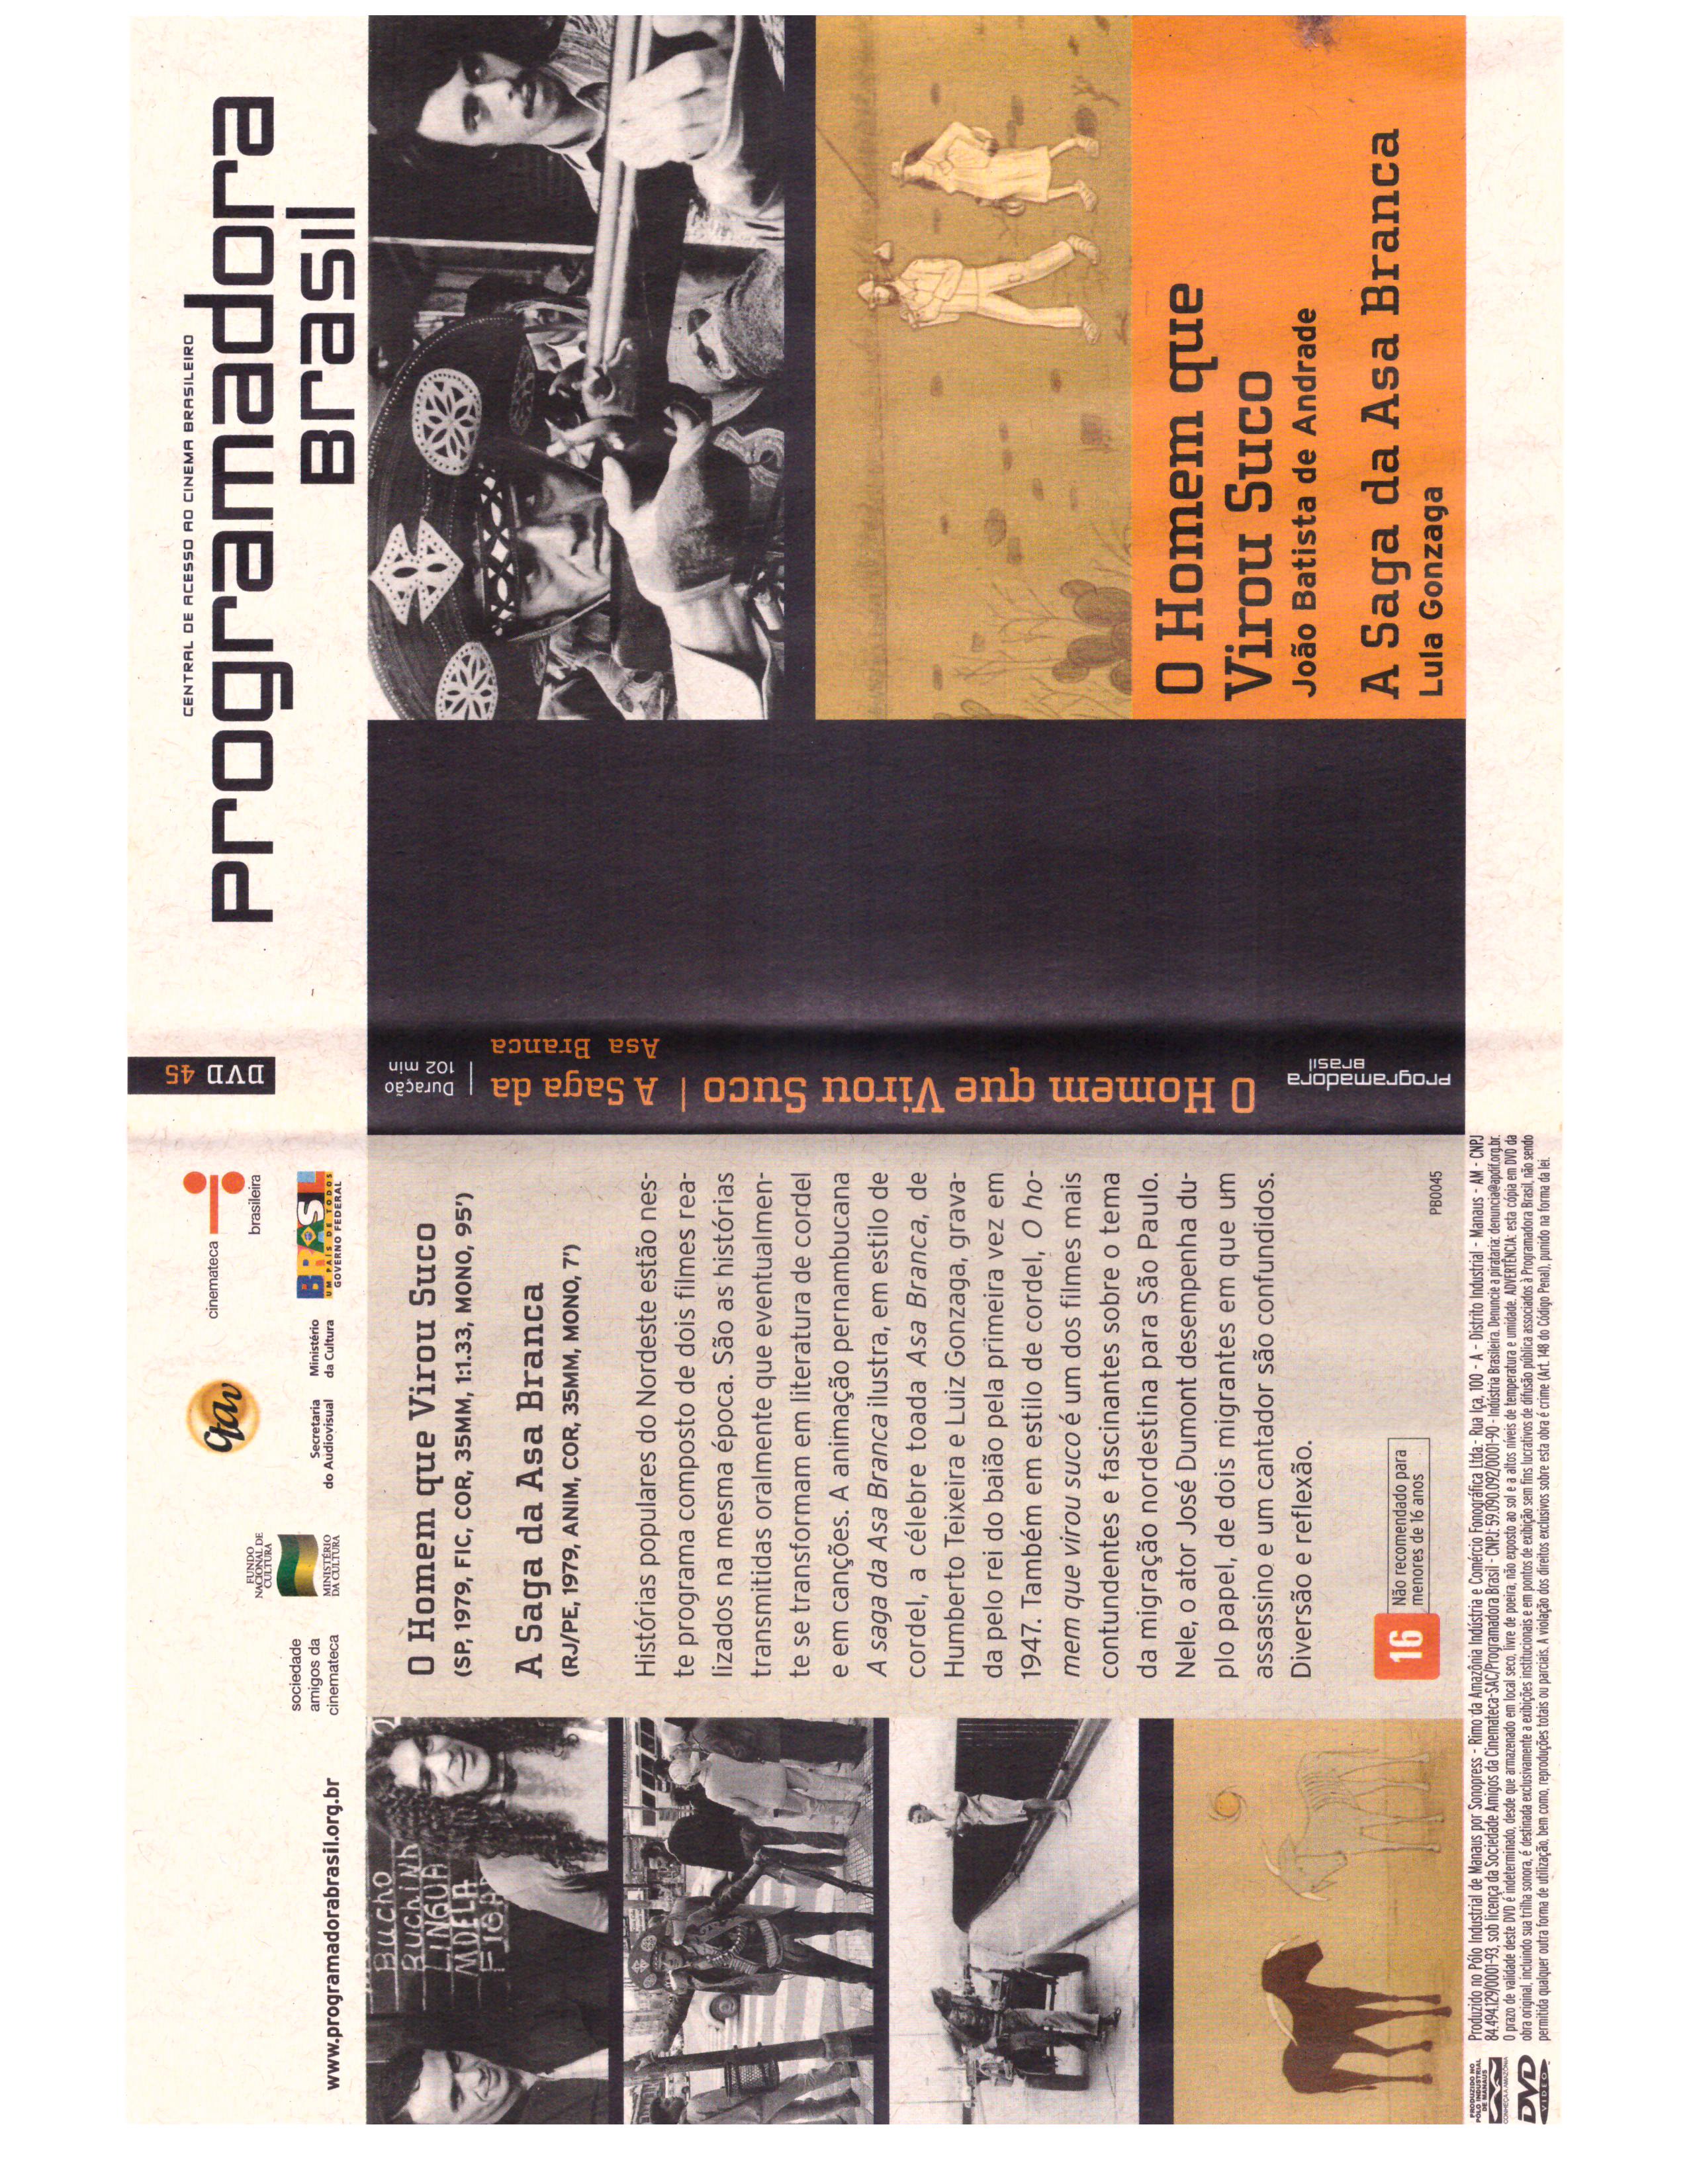 www.programadorabrasil.org.br
sociedade
amigos da
cinemateca
FUNDO
NACIONAL DE
CULTURA
MINISTÉRIO
DA CULTURA
ctav
Secretaria
do Audiovisual
Ministério
da Cultura
cinemateca
brasileira
BRASIL
UM PAÍS DE TODOS
GOVERNO FEDERAL
BUCHO
BUCHINH
LINGUA
MOELA
FIGA
O Homem que Virou Suco
(SP, 1979, FIC, COR, 35MM, 1:1.33, MONO, 95')
A Saga da Asa Branca
(RJ/PE, 1979, ANIM, COR, 35MM, MONO, 7')
Histórias populares do Nordeste estão nes-
te programa composto de dois filmes rea-
lizados na mesma época. São as histórias
transmitidas oralmente que eventualmen-
te se transformam em literatura de cordel
e em canções. A animação pernambucana
A saga da Asa Branca ilustra, em estilo de
cordel, a célebre toada Asa Branca, de
Humberto Teixeira e Luiz Gonzaga, grava-
da pelo rei do baião pela primeira vez em
1947. Também em estilo de cordel, O ho-
mem que virou suco é um dos filmes mais
contundentes e fascinantes sobre o tema
da migração nordestina para São Paulo.
Nele, o ator José Dumont desempenha du-
plo papel, de dois migrantes em que um
assassino e um cantador são confundidos.
Diversão e reflexão.
16
Não recomendado para
menores de 16 anos
PB0045
PRODUZIDO NO
PÓLO INDUSTRIAL
DE MANAUS
CONHEÇA A AMAZÔNIA
DVD
VIDEO
Produzido no Pólo Industrial de Manaus por Sonopress - Rimo da Amazônia Indústria e Comércio Fonográfica Ltda.- Rua Iça, 100 - A - Distrito Industrial - Manaus - AM - CNPJ
84.494.129/0001-93, sob licença da Sociedade Amigos da Cinemateca-SAC/Programadora Brasil - CNPJ: 59.090.092/0001-90 - Indústria Brasileira. Denuncie a pirataria: denuncia@apdif.org.br.
O prazo de validade deste DVD é indeterminado, desde que armazenado em local seco, livre de poeira, não exposto ao sol e a altos níveis de temperatura e umidade. ADVERTÊNCIA: esta cópia em DVD da
obra original, incluindo sua trilha sonora, é destinada exclusivamente a exibições institucionais e em pontos de exibição sem fins lucrativos de difusão pública associados à Programadora Brasil, não sendo
permitida qualquer outra forma de utilização, bem como, reproduções totais ou parciais. A violação dos direitos exclusivos sobre esta obra é crime (Art. 148 do Código Penal), punido na forma da lei.
DVD 45
Duração
102 min
O Homem que Virou Suco | A Saga da
Asa Branca
programadora
Brasil
CENTRAL DE ACESSO AO CINEMA BRASILEIRO
programadora
Brasil
O Homem que
Virou Suco
João Batista de Andrade
A Saga da Asa Branca
Lula Gonzaga